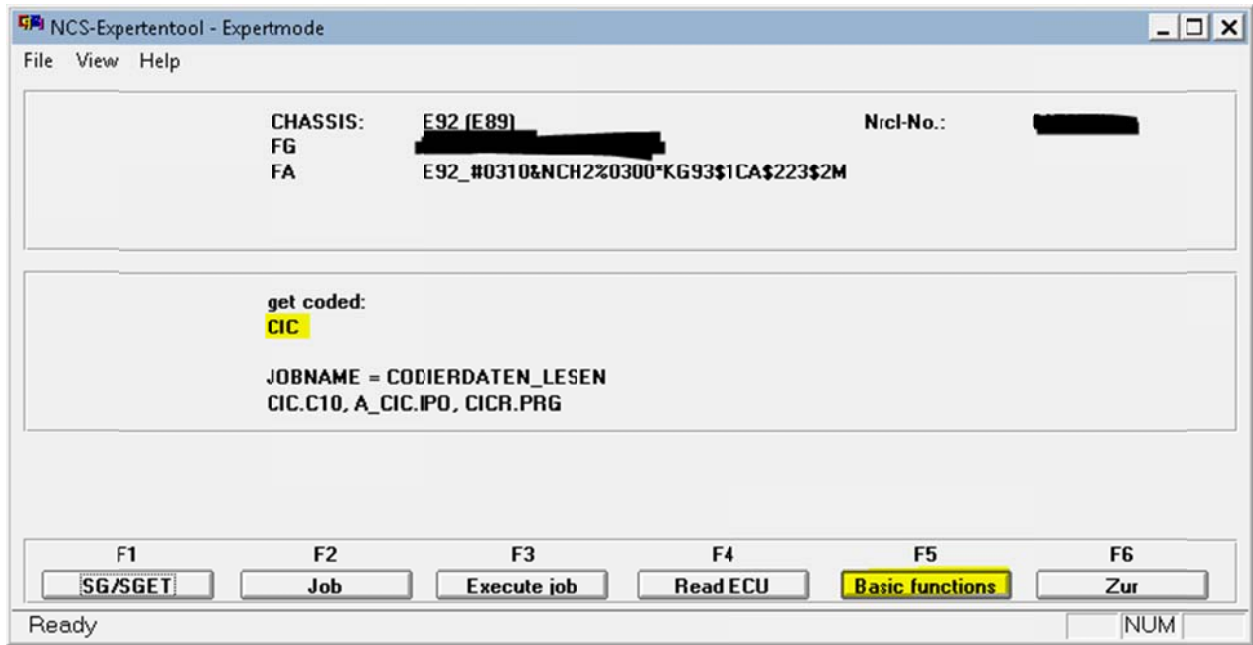 NCS-Expertentool - Expertmode
File View Help
CHASSIS: E92 (E89) Nrcl-No.:
FG
FA E92_#0310&NCH2%0300*KG93$1CA$223$2M
get coded:
CIC
JOBNAME = CODIERDATEN_LESEN
CIC.C10, A_CIC.IPO, CICR.PRG
F1 F2 F3 F4 F5 F6
SG/SGET Job Execute job Read ECU Basic functions Zur
Ready NUM